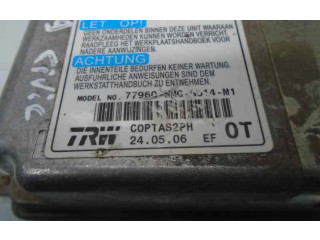 LET OP!
GEEN ONDERDELEN BINNEN DEZE UNIT WAARAAN
WERKZAAMHEDEN KUNNEN WORDEN VERRICHT.
RAADPLEEG HET WERKPLAATSHANDBOEK VOOR
NADERE AANWIJZINGEN.
ACHTUNG
DIE INNENTEILE BEDÜRFEN KEINER WARTUNG.
AUSFÜHRLICHE ANWEISUNGEN SIND DEM
WERKSTATTHANDBUCH ZU ENTNEHMEN.
MODEL NO.
TRW COPTAS2PH OT
24.05.06 EF